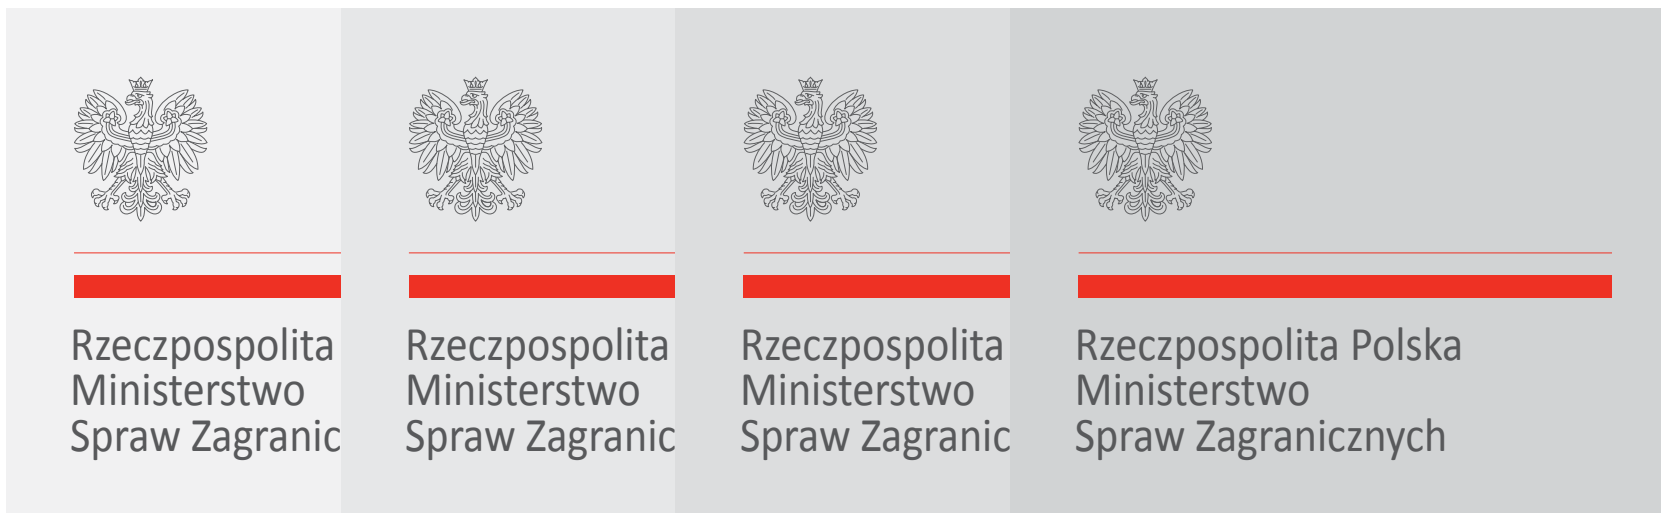 Rzeczpospolita
Ministerstwo
Spraw Zagranic
Rzeczpospolita
Ministerstwo
Spraw Zagranic
Rzeczpospolita
Ministerstwo
Spraw Zagranic
Rzeczpospolita Polska
Ministerstwo
Spraw Zagranicznych